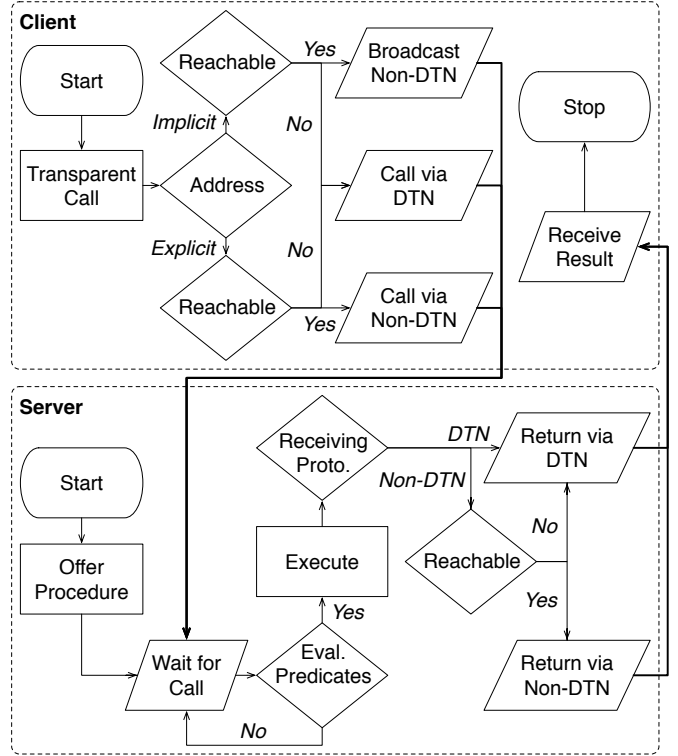 Client
Start
Transparent
Call
Reachable
Implicit
Address
Explicit
Reachable
Yes
No
No
Yes
Broadcast
Non-DTN
Call via
DTN
Call via
Non-DTN
Stop
Receive
Result
Server
Start
Offer
Procedure
Wait for
Call
Eval.
Predicates
No
Yes
Execute
Receiving
Proto.
DTN
Non-DTN
Reachable
No
Yes
Return via
DTN
Return via
Non-DTN